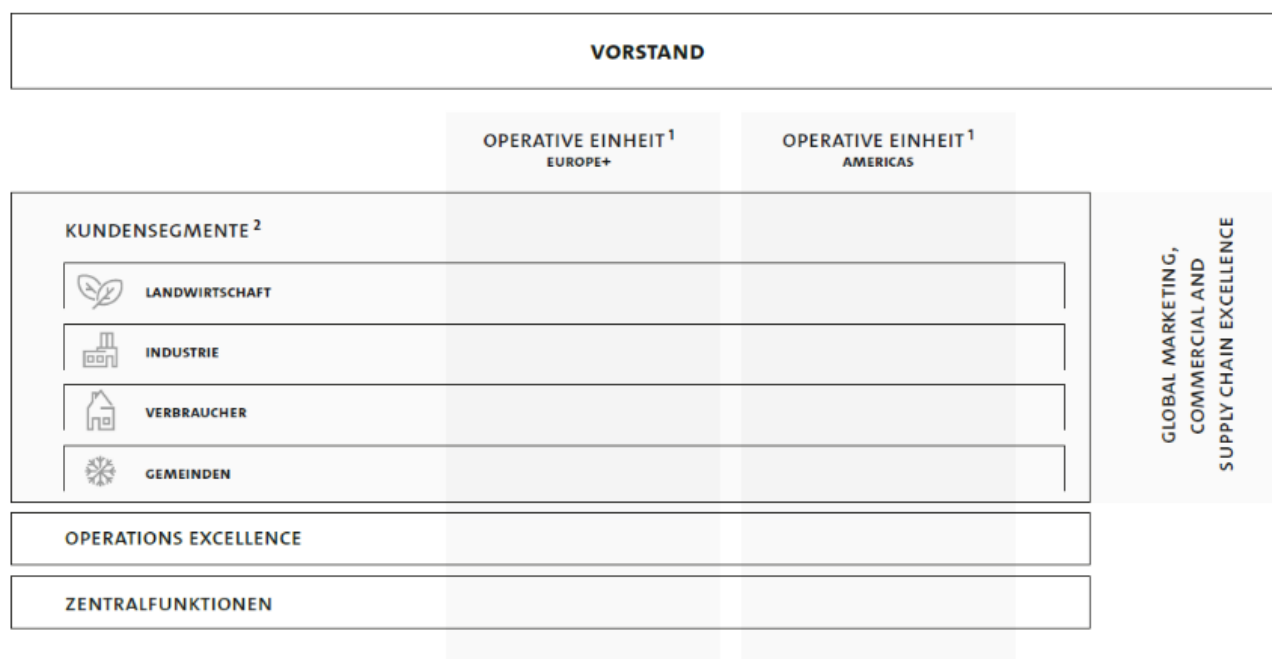 VORSTAND
OPERATIVE EINHEIT¹
EUROPE+
OPERATIVE EINHEIT¹
AMERICAS
KUNDENSEGMENTE²
LANDWIRTSCHAFT
INDUSTRIE
VERBRAUCHER
GEMEINDEN
GLOBAL MARKETING,
COMMERCIAL AND
SUPPLY CHAIN EXCELLENCE
OPERATIONS EXCELLENCE
ZENTRALFUNKTIONEN